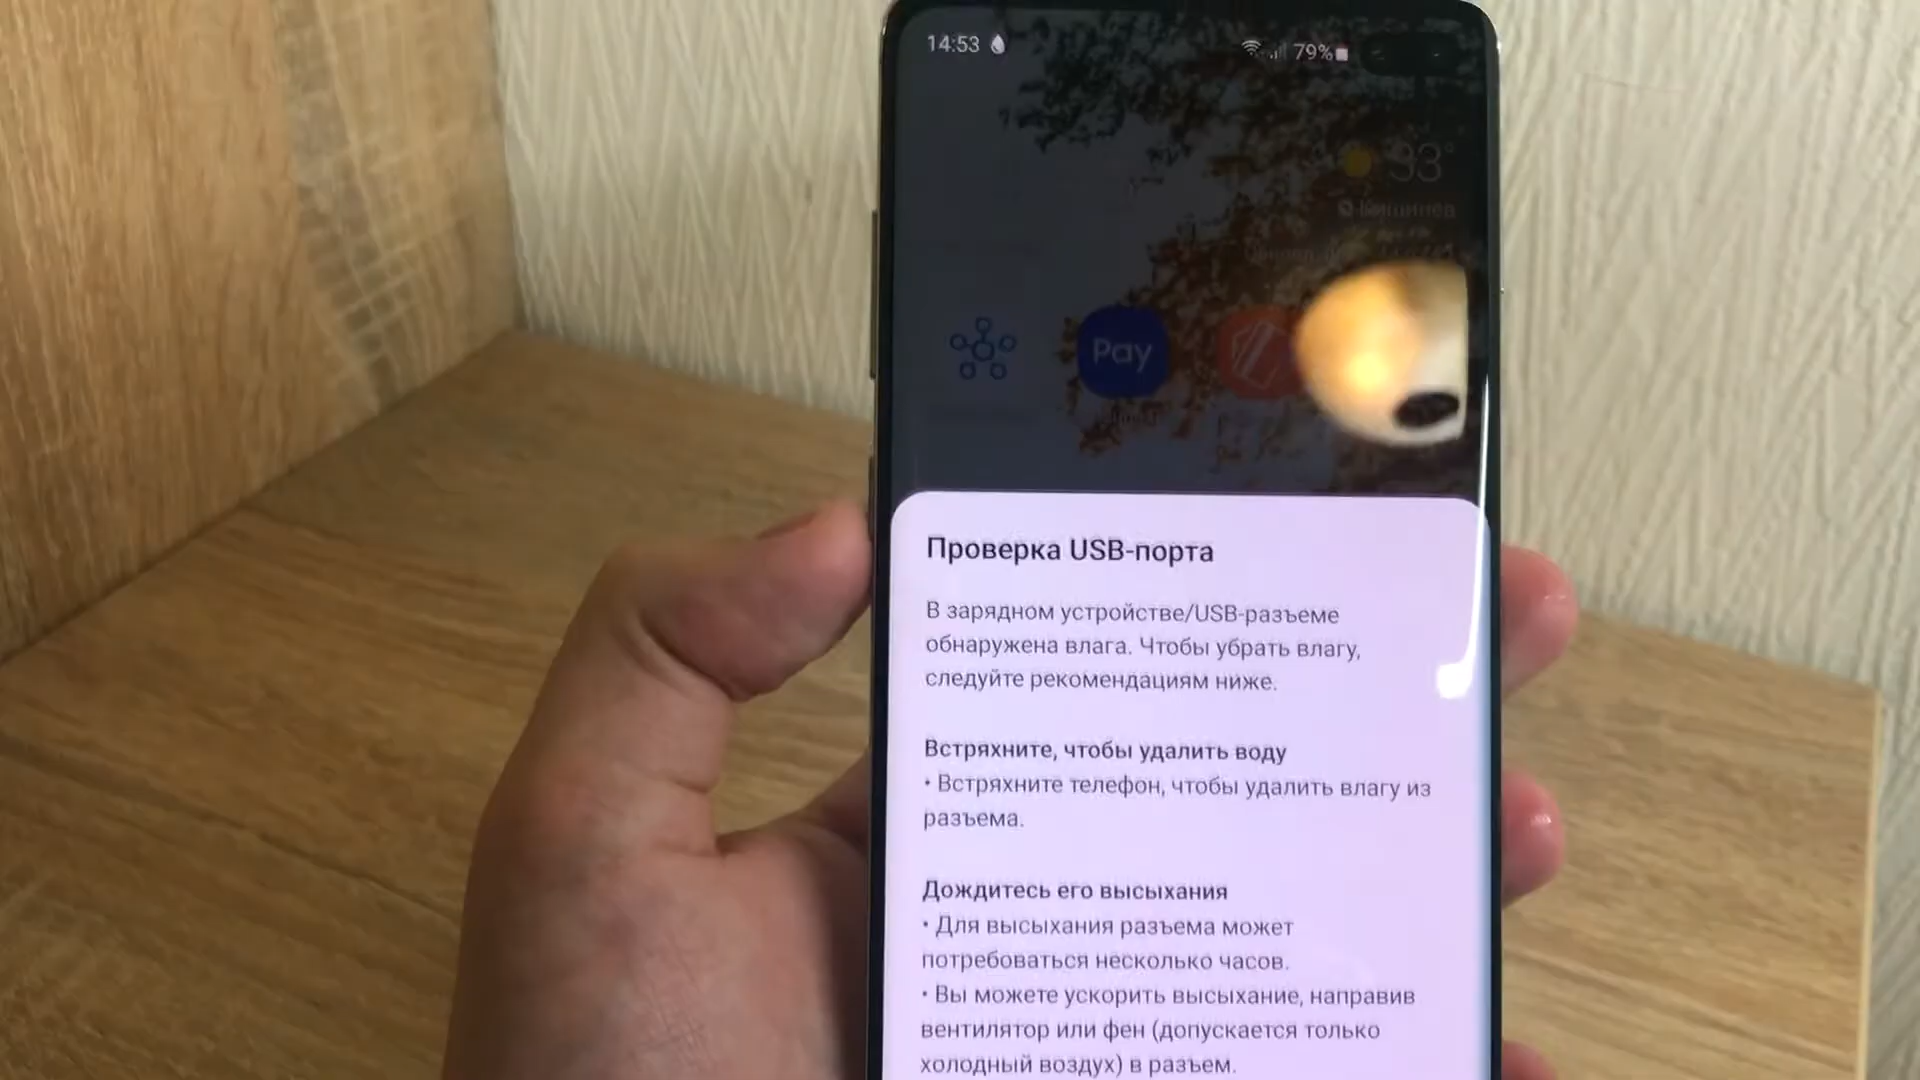 14:53
79%
33°
Кишинев
Pay
Проверка USB-порта
В зарядном устройстве/USB-разъеме
обнаружена влага. Чтобы убрать влагу,
следуйте рекомендациям ниже.
Встряхните, чтобы удалить воду
• Встряхните телефон, чтобы удалить влагу из
разъема.
Дождитесь его высыхания
• Для высыхания разъема может
потребоваться несколько часов.
• Вы можете ускорить высыхание, направив
вентилятор или фен (допускается только
холодный воздух) в разъем.